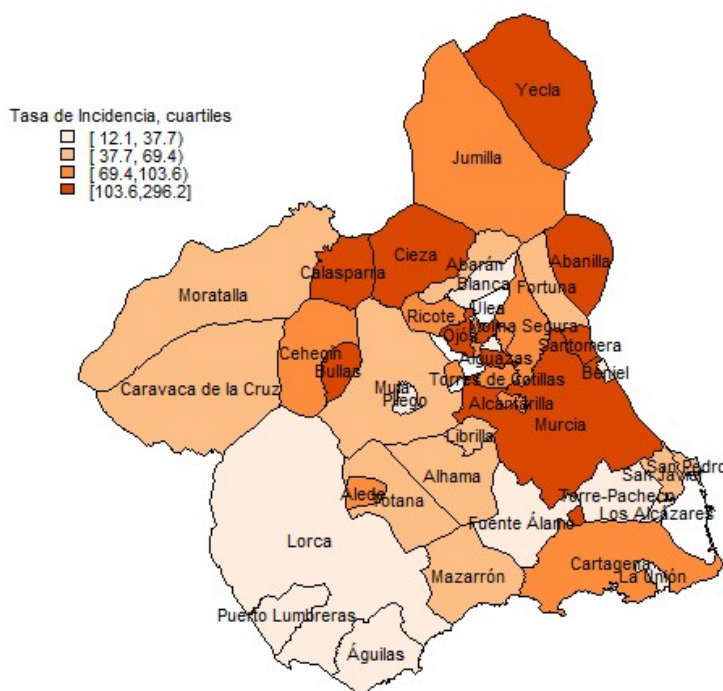 Tasa de Incidencia, cuartiles
[ 12.1, 37.7)
[ 37.7, 69.4)
[ 69.4,103.6)
[103.6,296.2]
Yecla
Jumilla
Cieza
Calasparra
Abarán
Abanilla
Blanca
Fortuna
Moratalla
Ulea
Ricote
Ojós
Molina Segura
Santomera
Cehegín
Alguazas
Beniel
Bullas
Caravaca de la Cruz
Mula
Torres de Cotillas
Pliego
Alcantarilla
Murcia
Librilla
San Pedro
Alhama
San Javier
Aledo
Torre-Pacheco
Totana
Los Alcázares
Fuente Álamo
Lorca
Cartagena
Mazarrón
La Unión
Puerto Lumbreras
Águilas